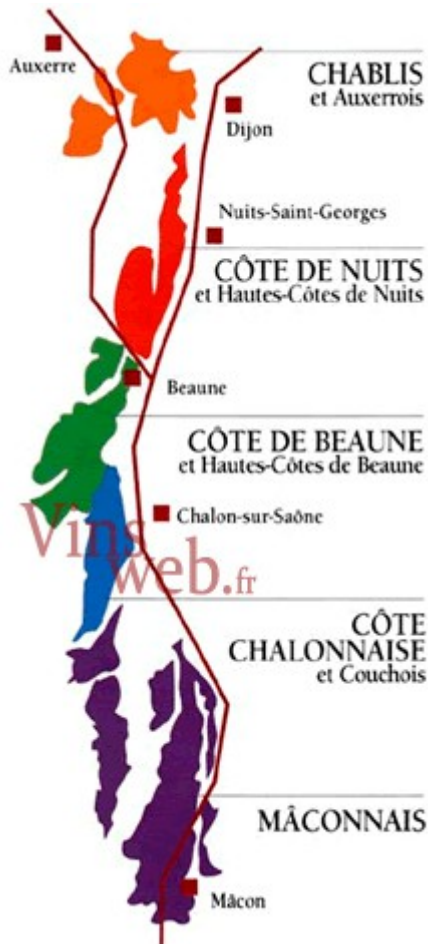 Auxerre
CHABLIS
et Auxerrois
Dijon
Nuits-Saint-Georges
CÔTE DE NUITS
et Hautes-Côtes de Nuits
Beaune
CÔTE DE BEAUNE
et Hautes-Côtes de Beaune
Chalon-sur-Saône
Vins
web.fr
CÔTE
CHALONNAISE
et Couchois
MÂCONNAIS
Mâcon